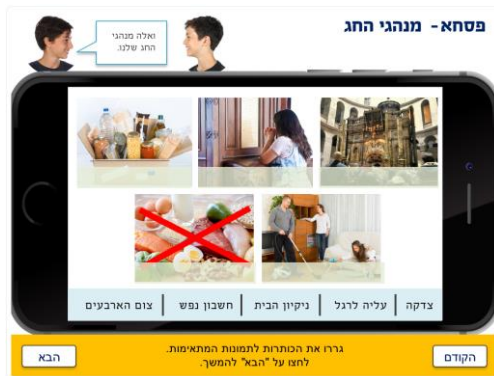 פסחא - מנהגי החג
ואלה מנהגי
החג שלנו.
צדקה | עליה לרגל | ניקיון הבית | חשבון נפש | צום הארבעים
גררו את הכותרות לתמונות המתאימות.
לחצו על "הבא" להמשך.
הקודם
הבא